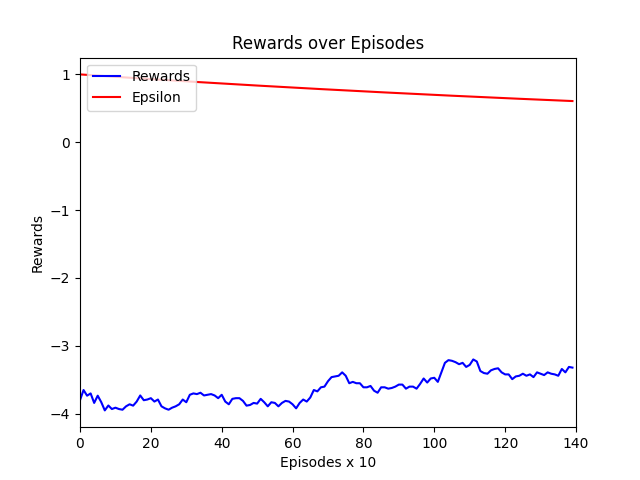 Rewards over Episodes
Rewards
Epsilon
Rewards
1
0
−1
−2
−3
−4
0 20 40 60 80 100 120 140
Episodes x 10